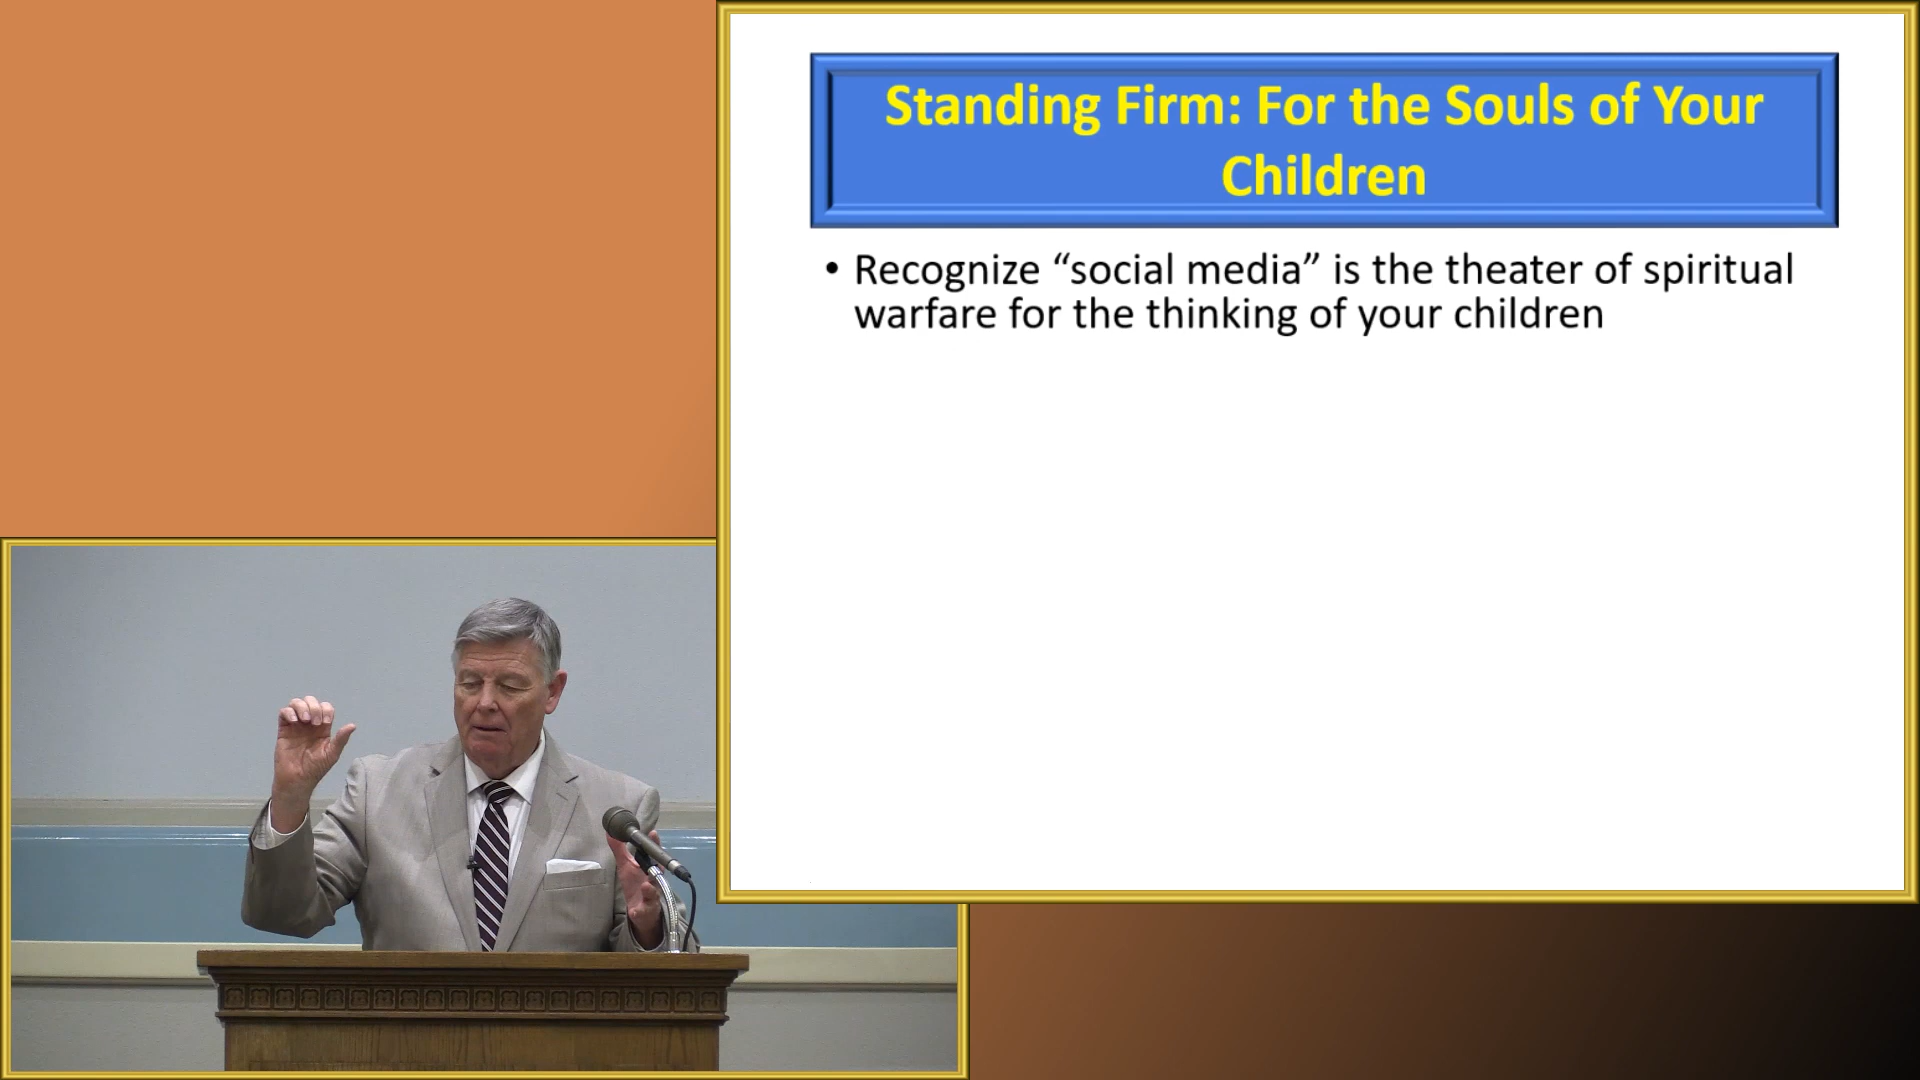 Standing Firm: For the Souls of Your
Children
• Recognize “social media” is the theater of spiritual
warfare for the thinking of your children